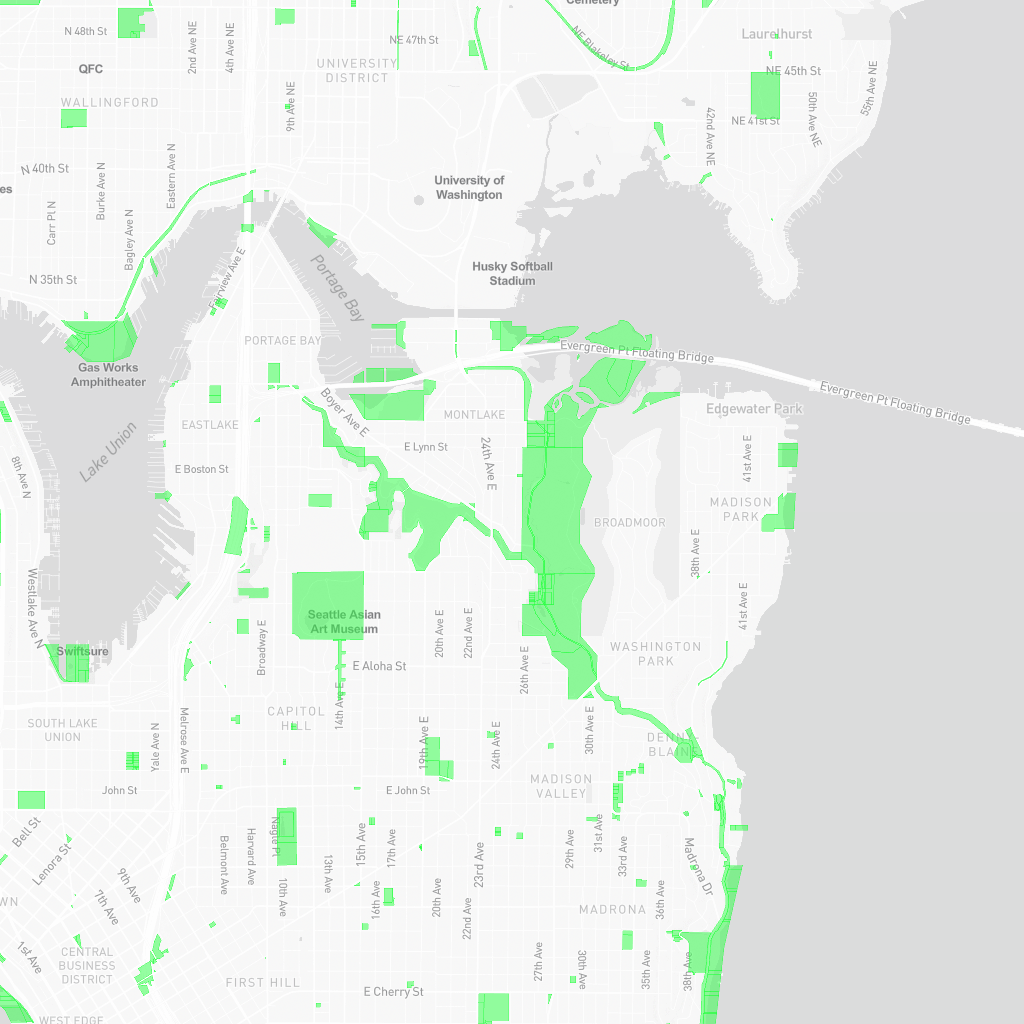 Cemetery
N 48th St
2nd Ave NE
4th Ave NE
NE 47th St
NE Blakeley St
Laurelhurst
QFC
UNIVERSITY
DISTRICT
NE 45th St
WALLINGFORD
9th Ave NE
42nd Ave NE
NE 41st St
50th Ave NE
55th Ave NE
N 40th St
Burke Ave N
Eastern Ave N
University of
Washington
Carr Pl N
Bagley Ave N
N 35th St
Fairview Ave E
Portage Bay
Husky Softball
Stadium
PORTAGE BAY
Evergreen Pt Floating Bridge
Gas Works
Amphitheater
Evergreen Pt Floating Bridge
Boyer Ave E
MONTLAKE
Edgewater Park
EASTLAKE
Lake Union
E Lynn St
24th Ave E
41st Ave E
8th Ave N
E Boston St
MADISON
PARK
BROADMOOR
38th Ave E
Westlake Ave N
Seattle Asian
Art Museum
41st Ave E
Broadway E
20th Ave E
22nd Ave E
Swiftsure
E Aloha St
26th Ave E
WASHINGTON
PARK
14th Ave E
SOUTH LAKE
UNION
Yale Ave N
Melrose Ave E
CAPITOL
HILL
19th Ave E
24th Ave E
30th Ave E
DENNY-
BLAINE
John St
E John St
MADISON
VALLEY
Bell St
Lenora St
Belmont Ave
Harvard Ave
Nagle Pl
10th Ave
13th Ave
15th Ave
17th Ave
16th Ave
20th Ave
23rd Ave
22nd Ave
29th Ave
31st Ave
33rd Ave
Madrona Dr
36th Ave
9th Ave
7th Ave
MADRONA
1st Ave
CENTRAL
BUSINESS
DISTRICT
FIRST HILL
E Cherry St
27th Ave
30th Ave
35th Ave
38th Ave
WEST EDGE